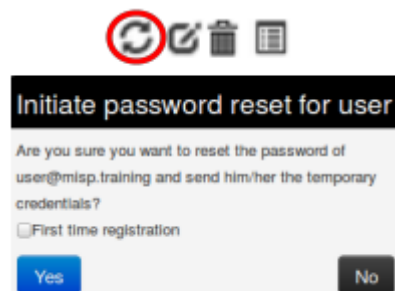 Initiate password reset for user
Are you sure you want to reset the password of
user@misp.training and send him/her the temporary
credentials?
First time registration
Yes
No